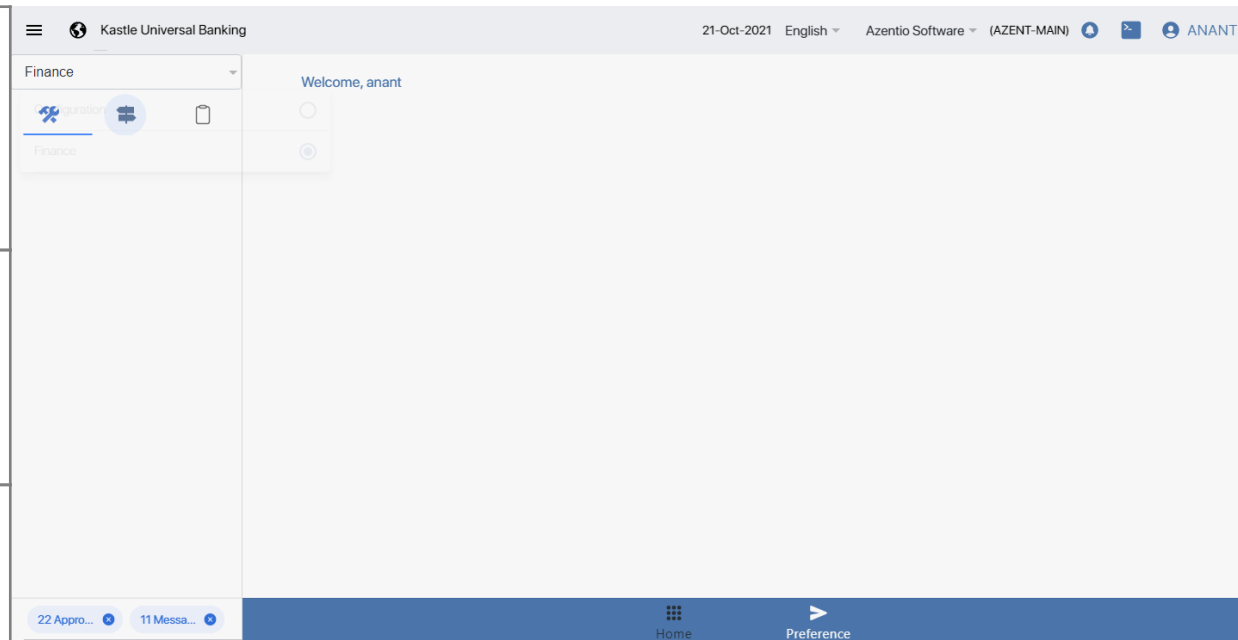 Kastle Universal Banking
21-Oct-2021 English Azentio Software (AZENT-MAIN) ANANT
Finance
Welcome, anant
Configuration
Finance
22 Appro... 11 Messa...
Home Preference